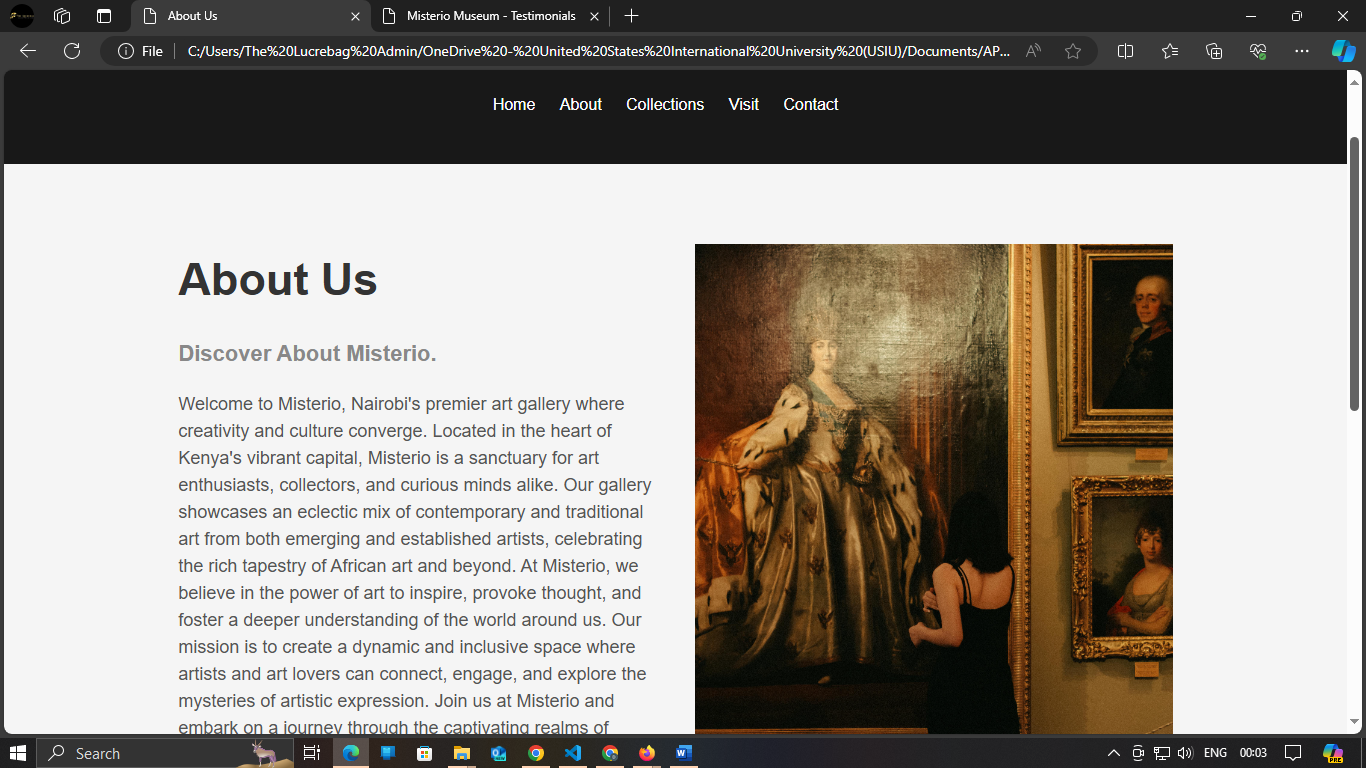 About Us
Misterio Museum - Testimonials
File
C:/Users/The%20Lucrebag%20Admin/OneDrive%20-%20United%20States%20International%20University%20(USIU)/Documents/AP...
Home About Collections Visit Contact
About Us
Discover About Misterio.
Welcome to Misterio, Nairobi's premier art gallery where
creativity and culture converge. Located in the heart of
Kenya's vibrant capital, Misterio is a sanctuary for art
enthusiasts, collectors, and curious minds alike. Our gallery
showcases an eclectic mix of contemporary and traditional
art from both emerging and established artists, celebrating
the rich tapestry of African art and beyond. At Misterio, we
believe in the power of art to inspire, provoke thought, and
foster a deeper understanding of the world around us. Our
mission is to create a dynamic and inclusive space where
artists and art lovers can connect, engage, and explore the
mysteries of artistic expression. Join us at Misterio and
embark on a journey through the captivating realms of
Search
ENG
00:03
PRE